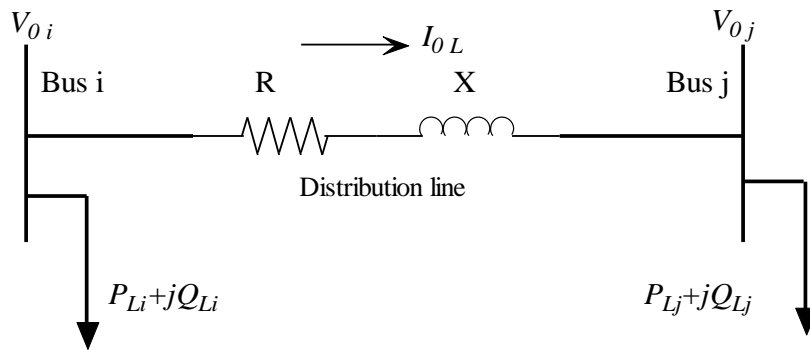 V0 i
I0 L
V0 j
Bus i
R
X
Bus j
Distribution line
PLi+jQLi
PLj+jQLj